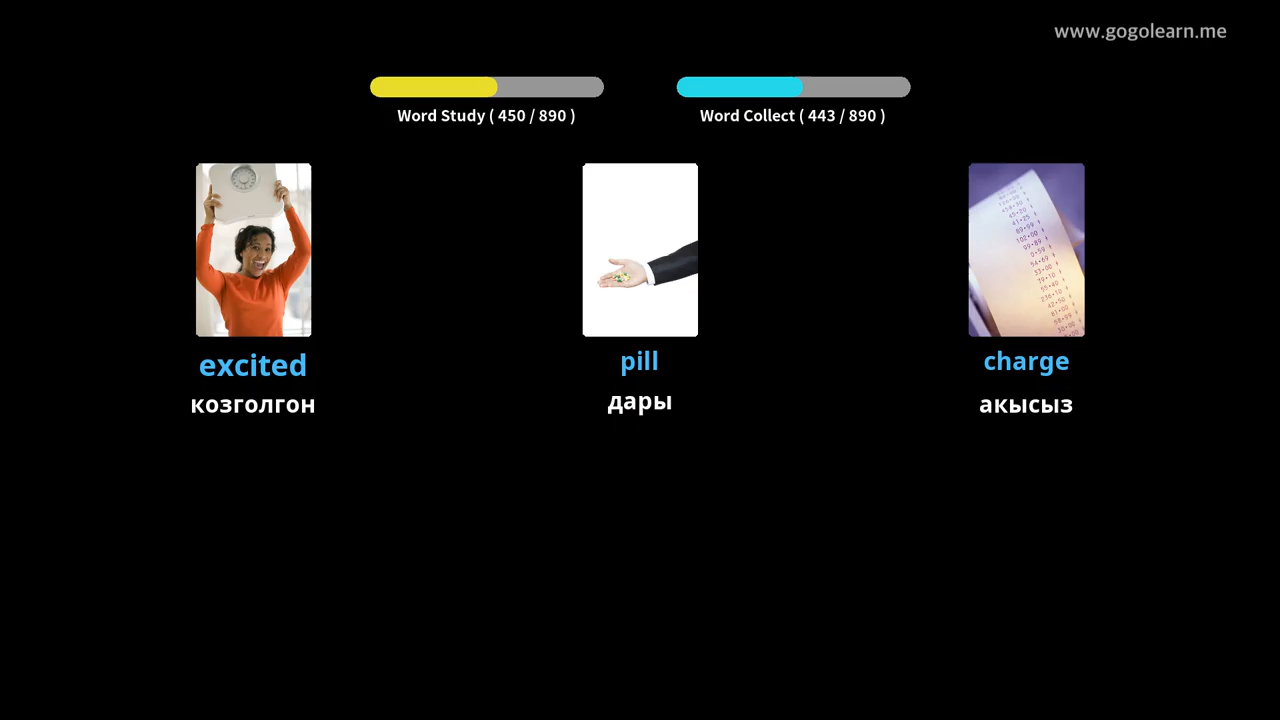 www.gogolearn.me
Word Study ( 450 / 890 )
Word Collect ( 443 / 890 )
excited
pill
charge
козголгон
дары
акысыз